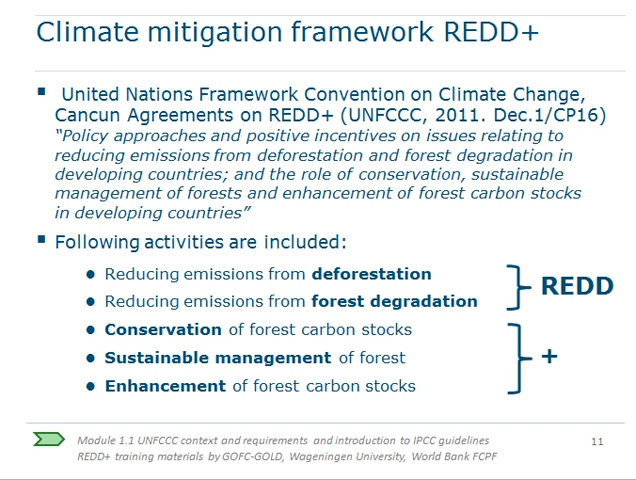 Climate mitigation framework REDD+
United Nations Framework Convention on Climate Change,
Cancun Agreements on REDD+ (UNFCCC, 2011. Dec.1/CP16)
“Policy approaches and positive incentives on issues relating to
reducing emissions from deforestation and forest degradation in
developing countries; and the role of conservation, sustainable
management of forests and enhancement of forest carbon stocks
in developing countries”
Following activities are included:
Reducing emissions from deforestation
Reducing emissions from forest degradation
REDD
Conservation of forest carbon stocks
Sustainable management of forest
Enhancement of forest carbon stocks
+
Module 1.1 UNFCCC context and requirements and introduction to IPCC guidelines
REDD+ training materials by GOFC-GOLD, Wageningen University, World Bank FCPF
11